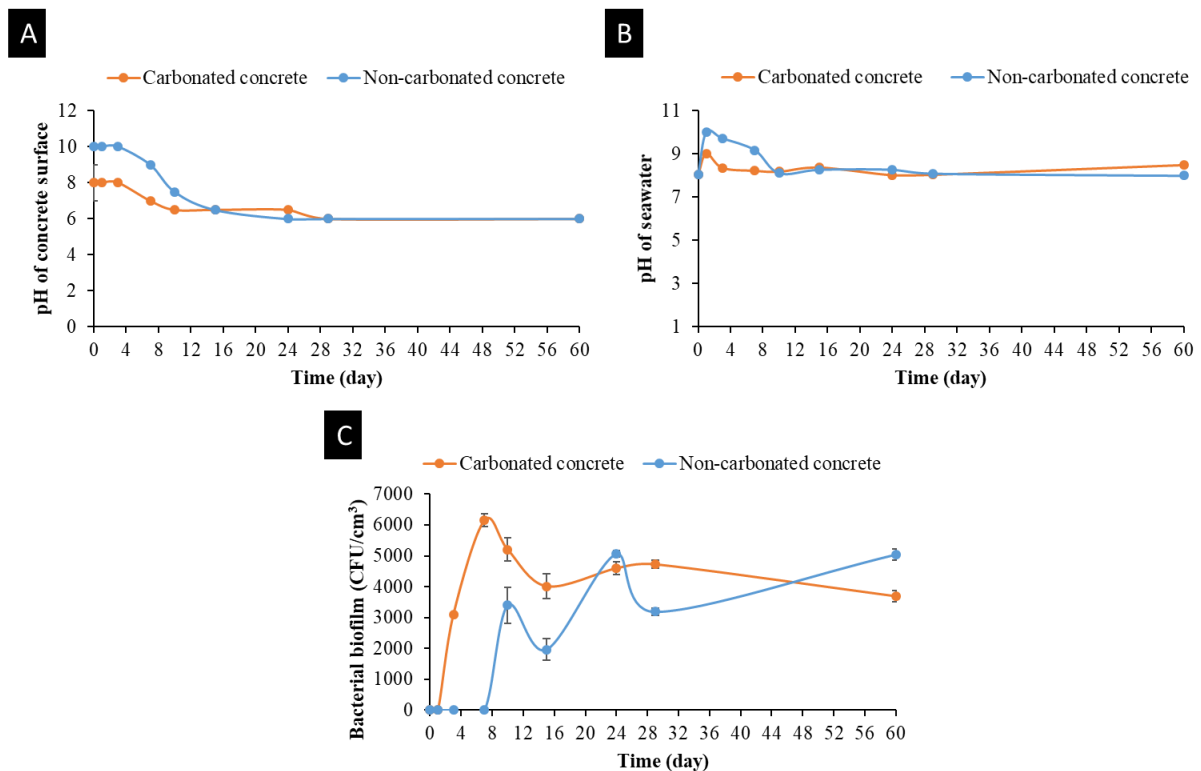 A
Carbonated concrete Non-carbonated concrete
12
10
8
6
4
2
0
pH of concrete surface
0 4 8 12 16 20 24 28 32 36 40 44 48 52 56 60
Time (day)
B
Carbonated concrete Non-carbonated concrete
11
9
7
5
3
1
pH of seawater
0 4 8 12 16 20 24 28 32 36 40 44 48 52 56 60
Time (day)
C
Carbonated concrete Non-carbonated concrete
7000
6000
5000
4000
3000
2000
1000
0
Bacterial biofilm (CFU/cm³)
0 4 8 12 16 20 24 28 32 36 40 44 48 52 56 60
Time (day)